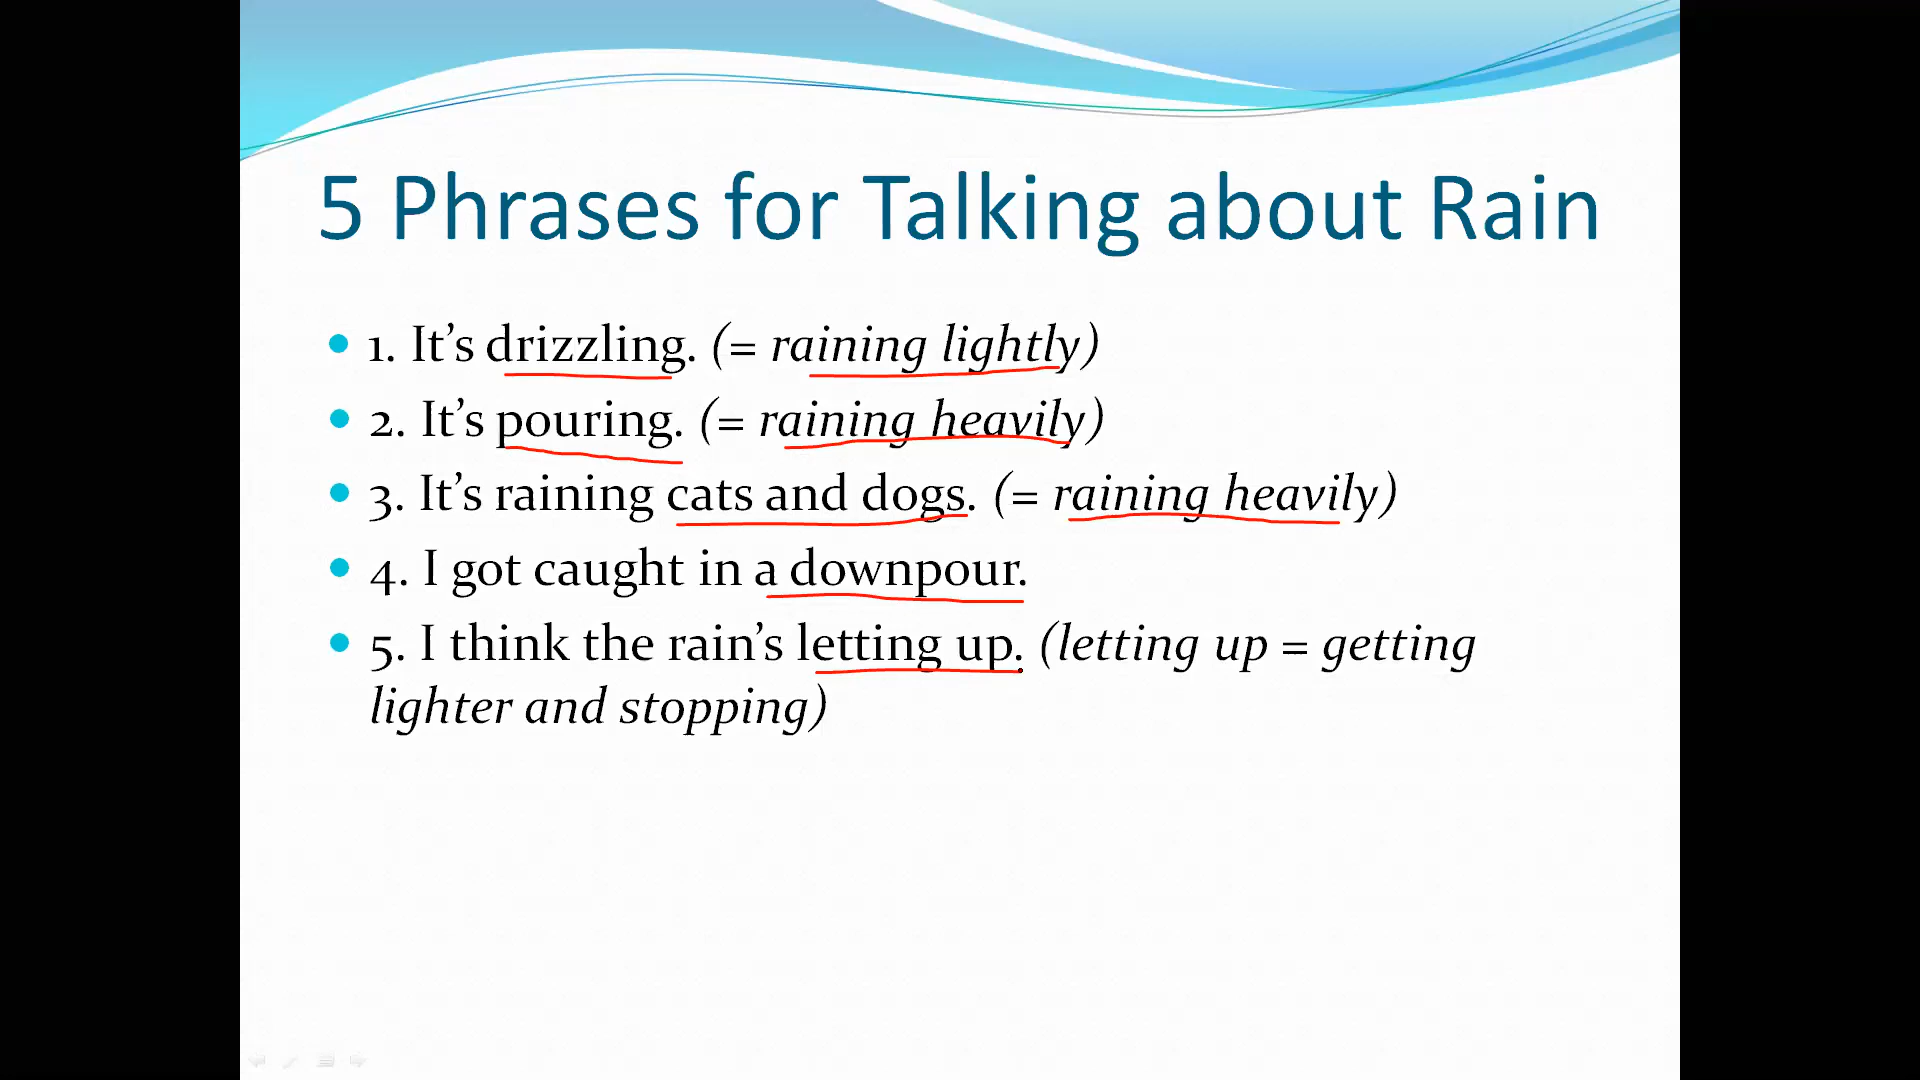 5 Phrases for Talking about Rain
• 1. It’s drizzling. (= raining lightly)
• 2. It’s pouring. (= raining heavily)
• 3. It’s raining cats and dogs. (= raining heavily)
• 4. I got caught in a downpour.
• 5. I think the rain’s letting up. (letting up = getting
lighter and stopping)